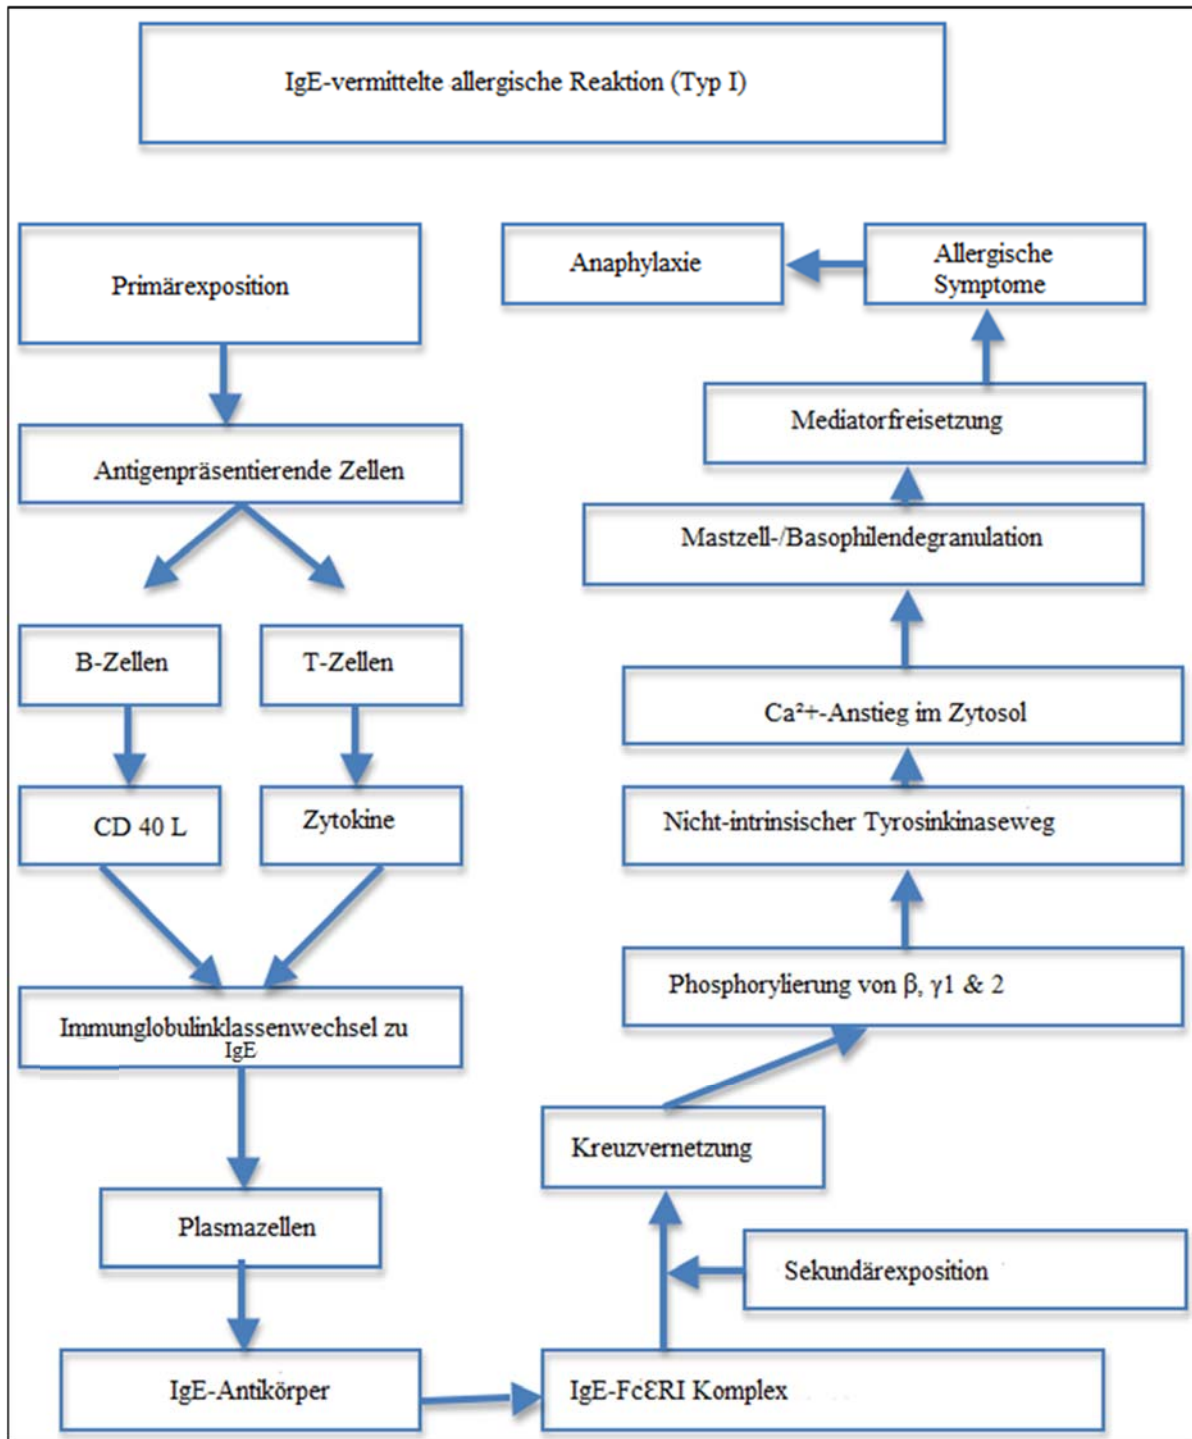 IgE-vermittelte allergische Reaktion (Typ I)
Primärexposition
Antigenpräsentierende Zellen
B-Zellen
T-Zellen
CD 40 L
Zytokine
Immunglobulinklassenwechsel zu
IgE
Plasmazellen
IgE-Antikörper
IgE-FcƐRI Komplex
Sekundärexposition
Kreuzvernetzung
Phosphorylierung von β, γ1 & 2
Nicht-intrinsischer Tyrosinkinaseweg
Ca²+-Anstieg im Zytosol
Mastzell-/Basophilendegranulation
Mediatorfreisetzung
Allergische
Symptome
Anaphylaxie